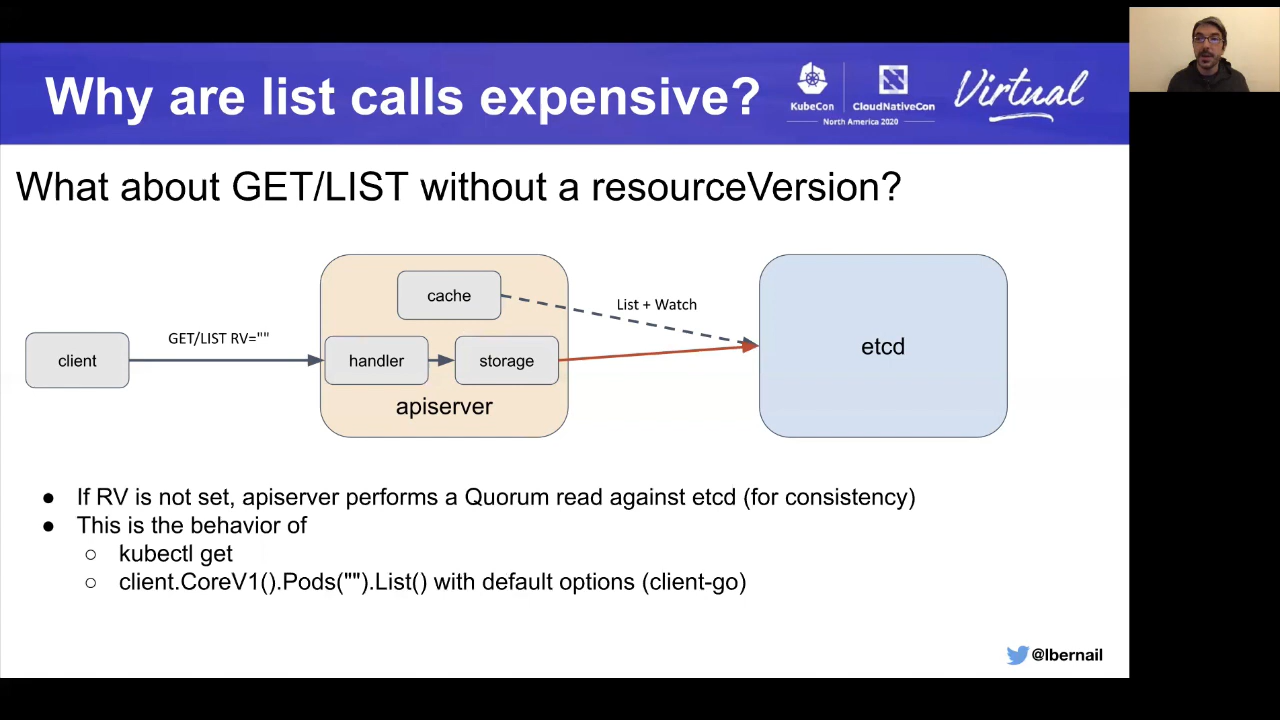 Why are list calls expensive?
KubeCon
CloudNativeCon
North America 2020
Virtual
What about GET/LIST without a resourceVersion?
cache
List + Watch
GET/LIST RV=""
client
handler
storage
etcd
apiserver
● If RV is not set, apiserver performs a Quorum read against etcd (for consistency)
● This is the behavior of
○ kubectl get
○ client.CoreV1().Pods("").List() with default options (client-go)
@lbernail